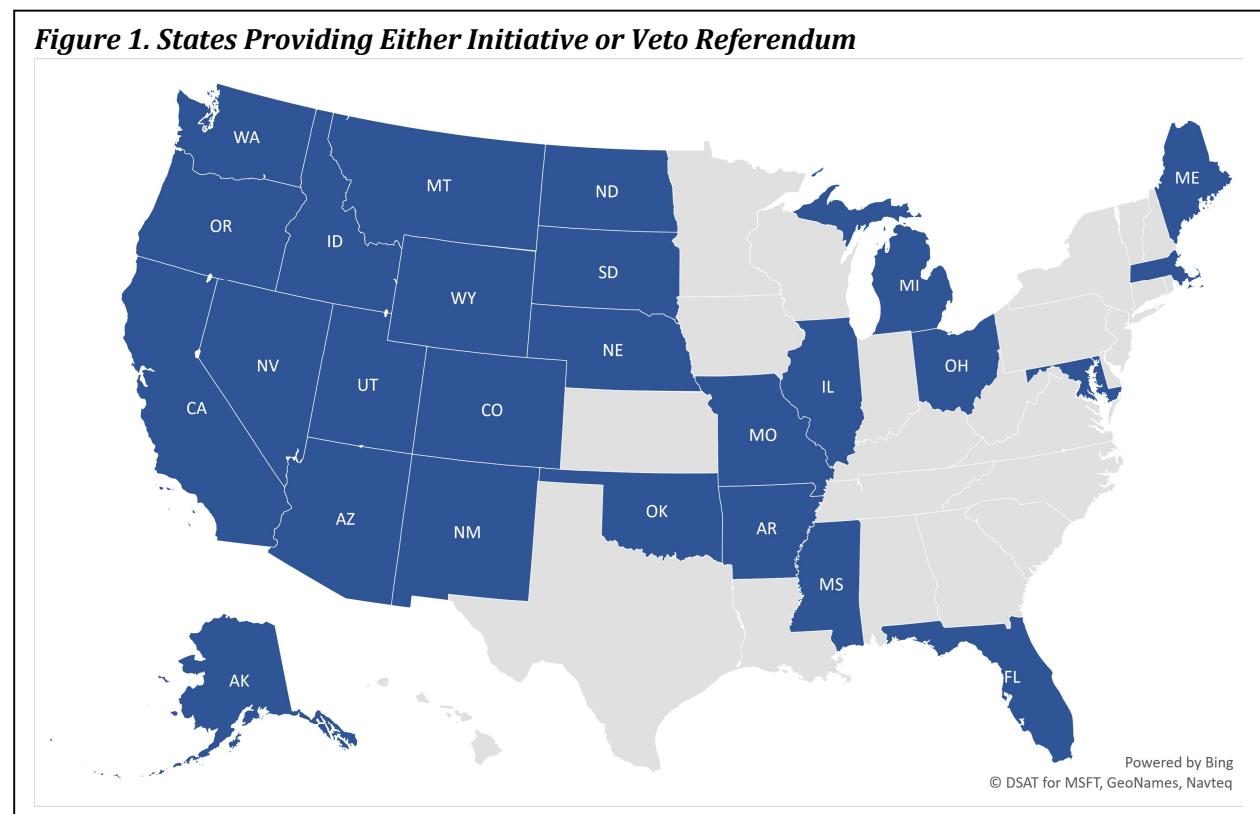 Figure 1. States Providing Either Initiative or Veto Referendum
WA
MT
ND
ME
OR
ID
SD
WY
MI
NE
NV
UT
IL
OH
CA
CO
MO
AZ
NM
OK
AR
MS
AK
FL
Powered by Bing
© DSAT for MSFT, GeoNames, Navteq